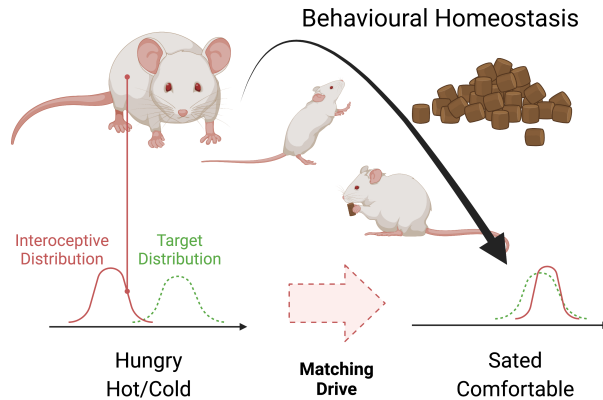 Behavioural Homeostasis
Interoceptive
Distribution
Target
Distribution
Hungry
Hot/Cold
Matching
Drive
Sated
Comfortable